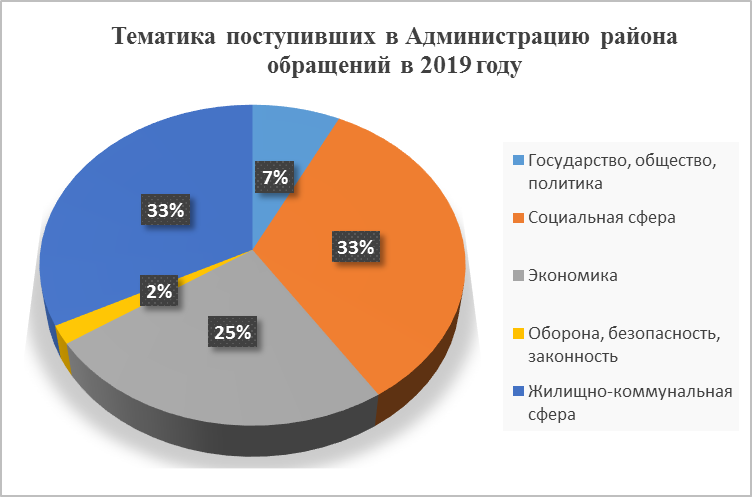 Тематика поступивших в Администрацию района
обращений в 2019 году
7%
33%
33%
2%
25%
Государство, общество,
политика
Социальная сфера
Экономика
Оборона, безопасность,
законность
Жилищно-коммунальная
сфера